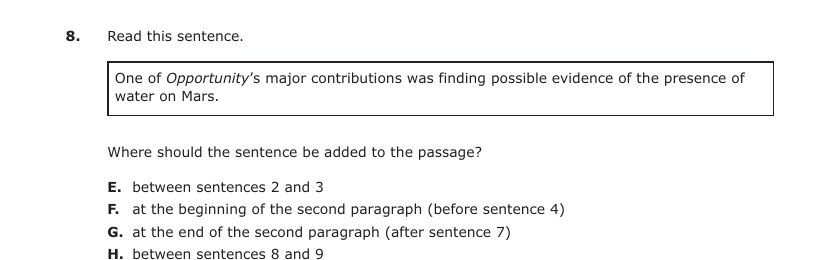 8. Read this sentence.
One of Opportunity's major contributions was finding possible evidence of the presence of
water on Mars.
Where should the sentence be added to the passage?
E. between sentences 2 and 3
F. at the beginning of the second paragraph (before sentence 4)
G. at the end of the second paragraph (after sentence 7)
H. between sentences 8 and 9